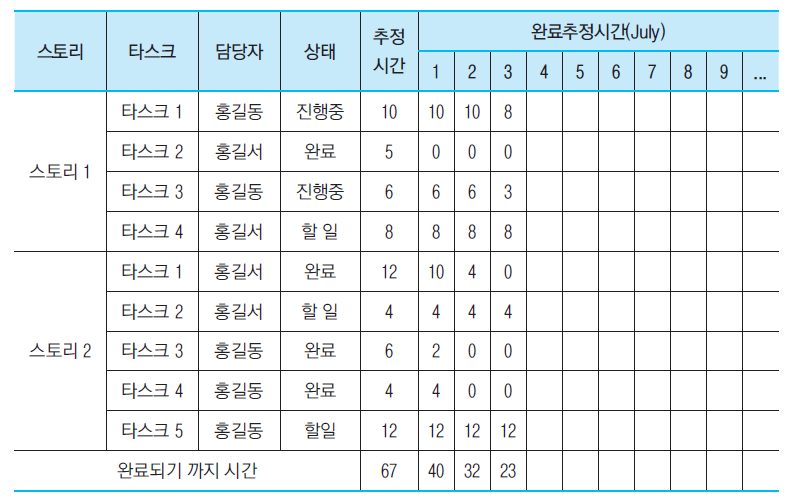 스토리 타스크 담당자 상태 추정 시간 완료추정시간(July)
1 2 3 4 5 6 7 8 9 ...
스토리 1 타스크 1 홍길동 진행중 10 10 10 8
타스크 2 홍길서 완료 5 0 0 0
타스크 3 홍길동 진행중 6 6 6 3
타스크 4 홍길서 할 일 8 8 8 8
스토리 2 타스크 1 홍길서 완료 12 10 4 0
타스크 2 홍길서 할 일 4 4 4 4
타스크 3 홍길동 완료 6 2 0 0
타스크 4 홍길동 완료 4 4 0 0
타스크 5 홍길동 할일 12 12 12 12
완료되기 까지 시간 67 40 32 23